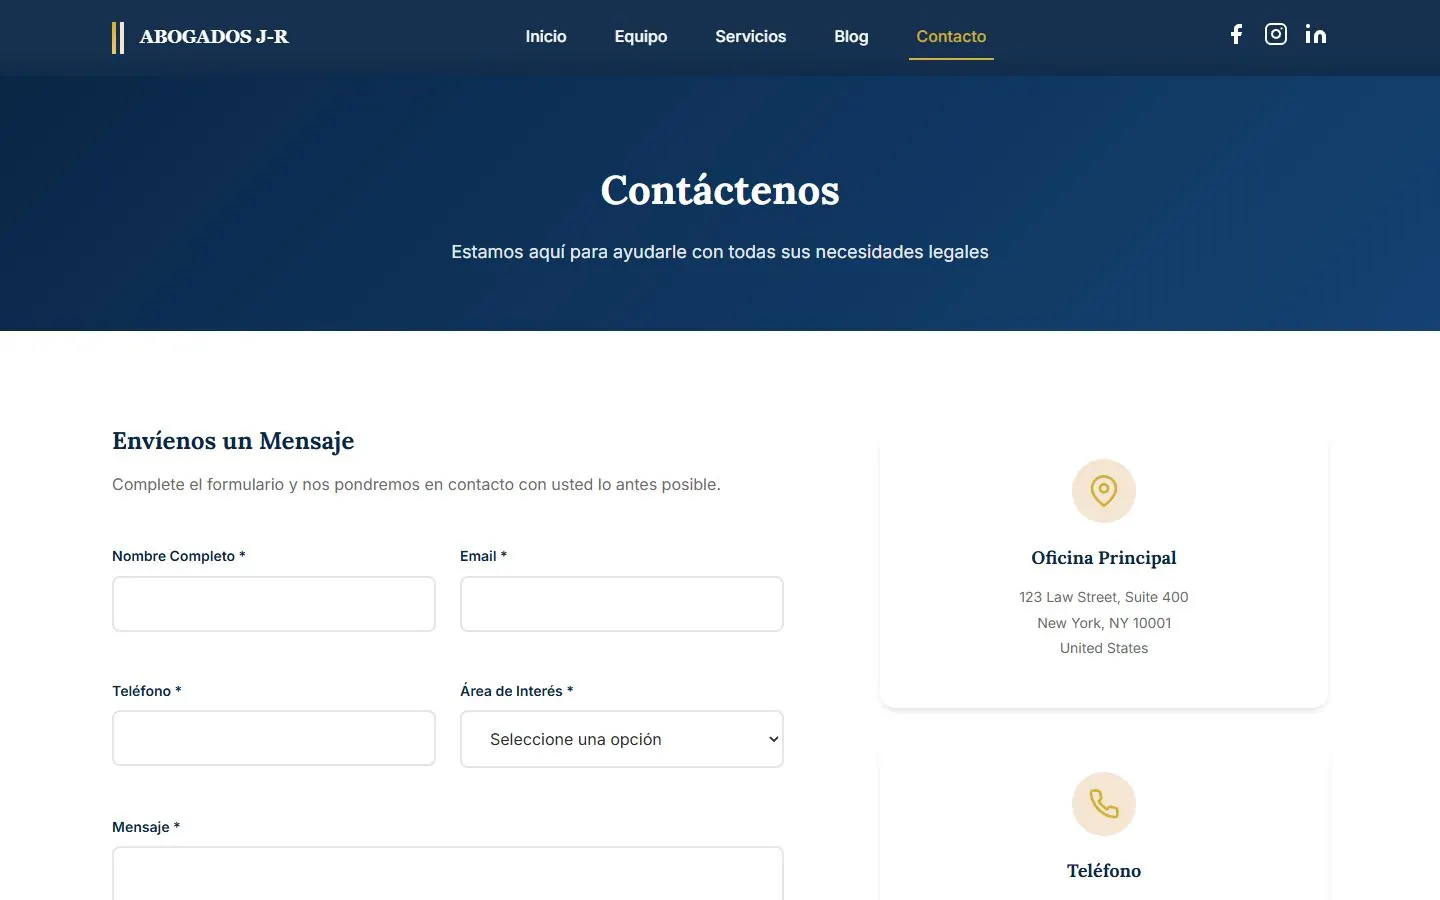 ABOGADOS J-R
Inicio
Equipo
Servicios
Blog
Contacto
Contáctenos
Estamos aquí para ayudarle con todas sus necesidades legales
Envíenos un Mensaje
Complete el formulario y nos pondremos en contacto con usted lo antes posible.
Nombre Completo *
Email *
Teléfono *
Área de Interés *
Seleccione una opción
Mensaje *
Oficina Principal
123 Law Street, Suite 400
New York, NY 10001
United States
Teléfono